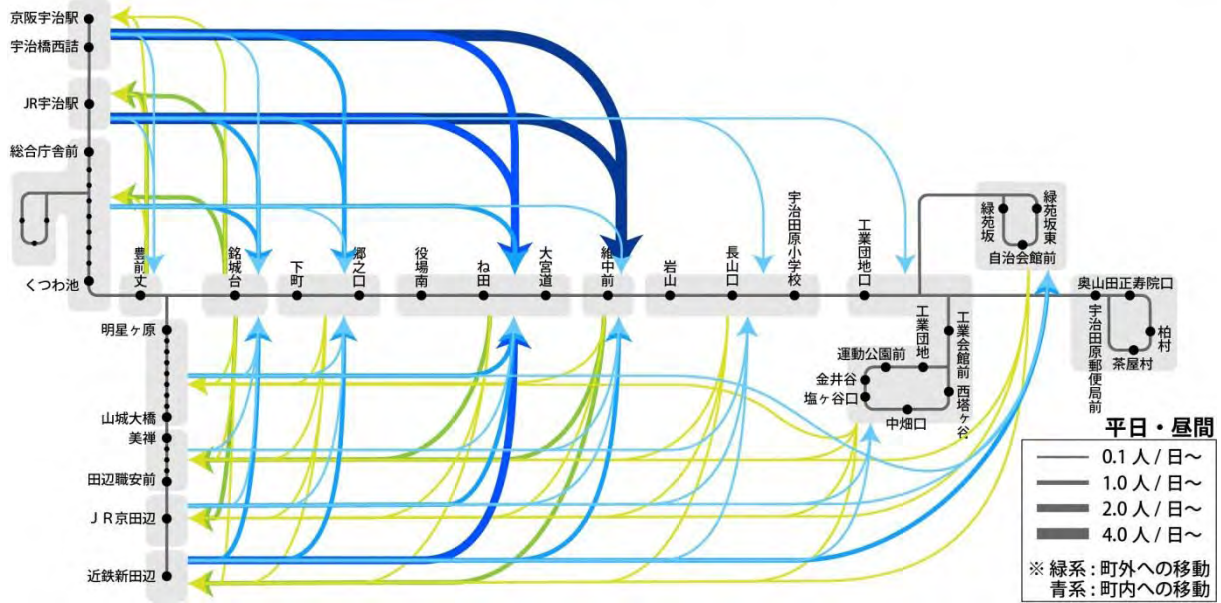 京阪宇治駅
宇治橋西詰
JR宇治駅
総合庁舎前
くつわ池
豊前丈
銘城台
下町
郷之口
役場南
ね田
大宮道
維中前
岩山
長山口
宇治田原小学校
工業団地口
緑苑坂
緑苑坂東
自治会館前
奥山田正寿院口
宇治田原郵便局前
柏村
茶屋村
工業団地
工業会館前
運動公園前
金井谷
塩ヶ谷口
中畑口
西塔ヶ谷
明星ヶ原
山城大橋
美禅
田辺職安前
ＪＲ京田辺
近鉄新田辺
平日・昼間
0.1 人 / 日～
1.0 人 / 日～
2.0 人 / 日～
4.0 人 / 日～
※ 緑系 : 町外への移動
青系 : 町内への移動